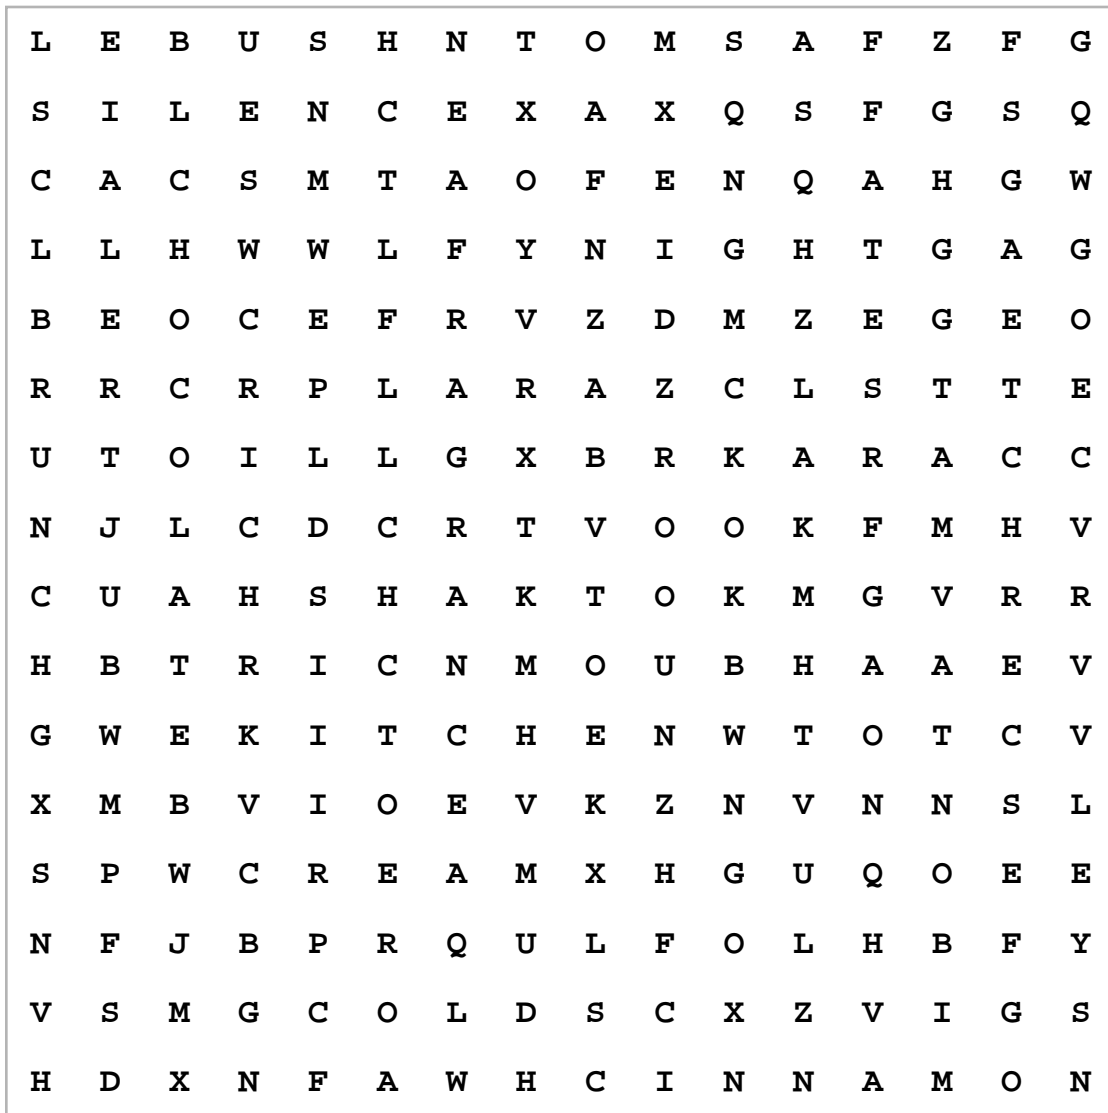 L E B U S H N T O M S A F Z F G
S I L E N C E X A X Q S F G S Q
C A C S M T A O F E N Q A H G W
L L H W W L F Y N I G H T G A G
B E O C E F R V Z D M Z E G E O
R R C R P L A R A Z C L S T T E
U T O I L L G X B R K A R A C C
N J L C D C R T V O O K F M H V
C U A H S H A K T O K M G V R R
H B T R I C N M O U B H A A E V
G W E K I T C H E N W T O T C V
X M B V I O E V K Z N V N N S L
S P W C R E A M X H G U Q O E E
N F J B P R Q U L F O L H B F Y
V S M G C O L D S C X Z V I G S
H D X N F A W H C I N N A M O N